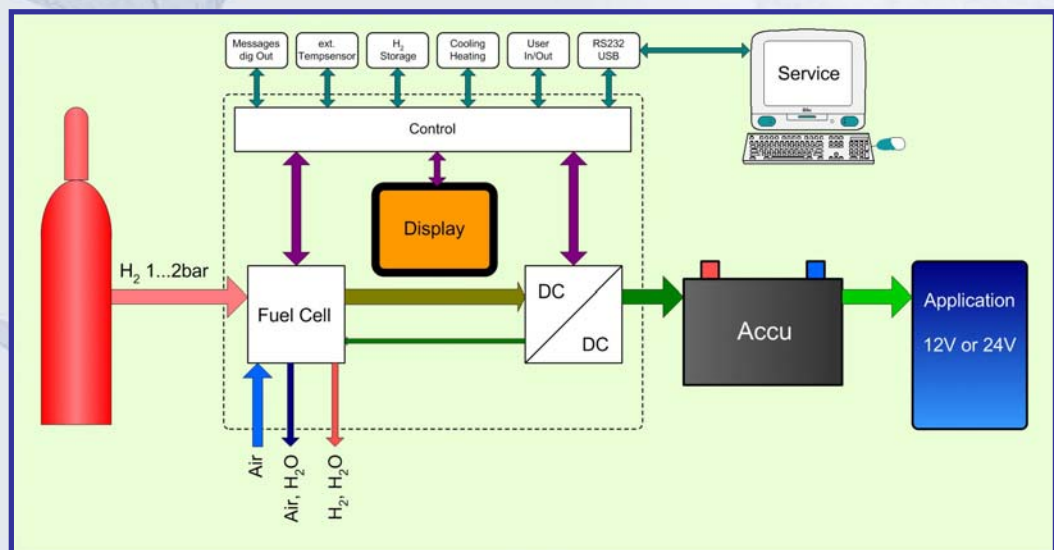 Messages
dig Out
ext.
Tempsensor
H₂
Storage
Cooling
Heating
User
In/Out
RS232
USB
Service
Control
Display
H₂ 1...2bar
Fuel Cell
DC
DC
Accu
Application
12V or 24V
Air
Air, H₂O
H₂, H₂O